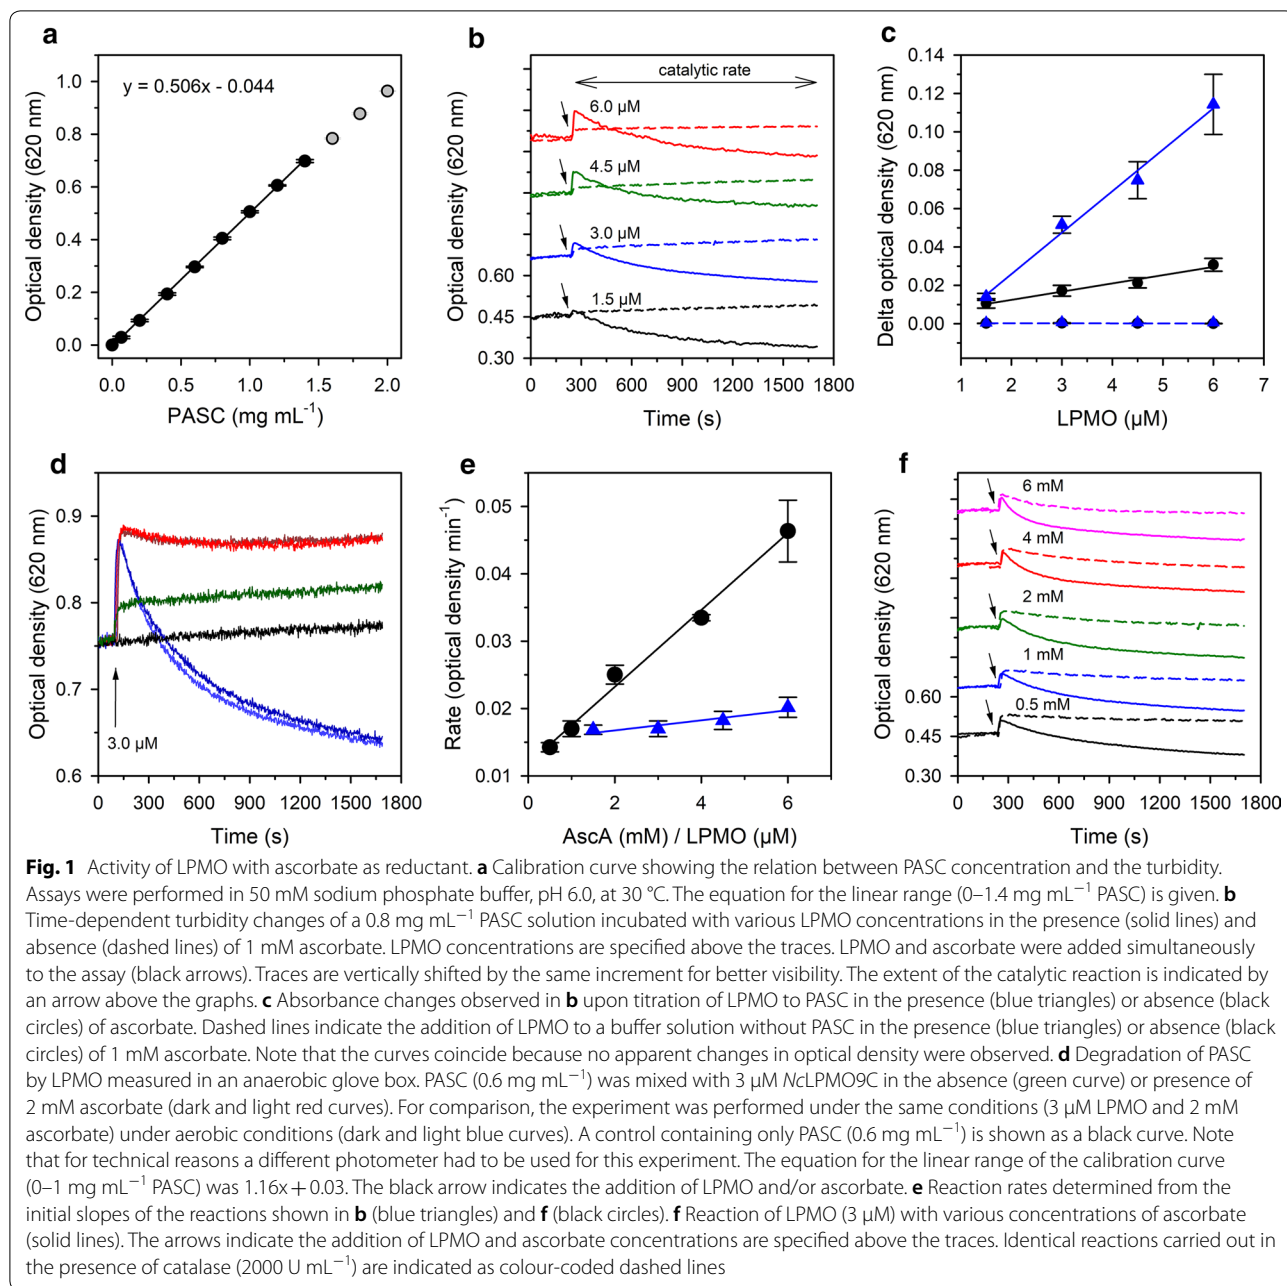 a
y = 0.506x - 0.044
Optical density (620 nm)
1.0
0.8
0.6
0.4
0.2
0.0
0.0 0.5 1.0 1.5 2.0
PASC (mg mL⁻¹)
b
catalytic rate
6.0 µM
4.5 µM
3.0 µM
1.5 µM
Optical density (620 nm)
0.60
0.45
0.30
0 300 600 900 1200 1500 1800
Time (s)
c
Delta optical density (620 nm)
0.14
0.12
0.10
0.08
0.06
0.04
0.02
0.00
1 2 3 4 5 6 7
LPMO (µM)
d
Optical density (620 nm)
0.9
0.8
0.7
0.6
3.0 µM
0 300 600 900 1200 1500 1800
Time (s)
e
Rate (optical density min⁻¹)
0.05
0.04
0.03
0.02
0.01
0 2 4 6
AscA (mM) / LPMO (µM)
f
6 mM
4 mM
2 mM
1 mM
0.5 mM
Optical density (620 nm)
0.60
0.45
0.30
0 300 600 900 1200 1500 1800
Time (s)
Fig. 1 Activity of LPMO with ascorbate as reductant. a Calibration curve showing the relation between PASC concentration and the turbidity.
Assays were performed in 50 mM sodium phosphate buffer, pH 6.0, at 30 °C. The equation for the linear range (0–1.4 mg mL⁻¹ PASC) is given. b
Time-dependent turbidity changes of a 0.8 mg mL⁻¹ PASC solution incubated with various LPMO concentrations in the presence (solid lines) and
absence (dashed lines) of 1 mM ascorbate. LPMO concentrations are specified above the traces. LPMO and ascorbate were added simultaneously
to the assay (black arrows). Traces are vertically shifted by the same increment for better visibility. The extent of the catalytic reaction is indicated by
an arrow above the graphs. c Absorbance changes observed in b upon titration of LPMO to PASC in the presence (blue triangles) or absence (black
circles) of ascorbate. Dashed lines indicate the addition of LPMO to a buffer solution without PASC in the presence (blue triangles) or absence (black
circles) of 1 mM ascorbate. Note that the curves coincide because no apparent changes in optical density were observed. d Degradation of PASC
by LPMO measured in an anaerobic glove box. PASC (0.6 mg mL⁻¹) was mixed with 3 µM NcLPMO9C in the absence (green curve) or presence of
2 mM ascorbate (dark and light red curves). For comparison, the experiment was performed under the same conditions (3 µM LPMO and 2 mM
ascorbate) under aerobic conditions (dark and light blue curves). A control containing only PASC (0.6 mg mL⁻¹) is shown as a black curve. Note
that for technical reasons a different photometer had to be used for this experiment. The equation for the linear range of the calibration curve
(0–1 mg mL⁻¹ PASC) was 1.16x + 0.03. The black arrow indicates the addition of LPMO and/or ascorbate. e Reaction rates determined from the
initial slopes of the reactions shown in b (blue triangles) and f (black circles). f Reaction of LPMO (3 µM) with various concentrations of ascorbate
(solid lines). The arrows indicate the addition of LPMO and ascorbate concentrations are specified above the traces. Identical reactions carried out in
the presence of catalase (2000 U mL⁻¹) are indicated as colour-coded dashed lines